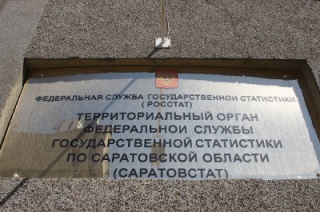 ФЕДЕРАЛЬНАЯ СЛУЖБА ГОСУДАРСТВЕННОЙ СТАТИСТИКИ
( РОССТАТ)
ТЕРРИТОРИАЛЬНЫЙ ОРГАН
ФЕДЕРАЛЬНОЙ СЛУЖБЫ
ГОСУДАРСТВЕННОЙ СТАТИСТИКИ
ПО САРАТОВСКОЙ ОБЛАСТИ
(САРАТОВСТАТ)